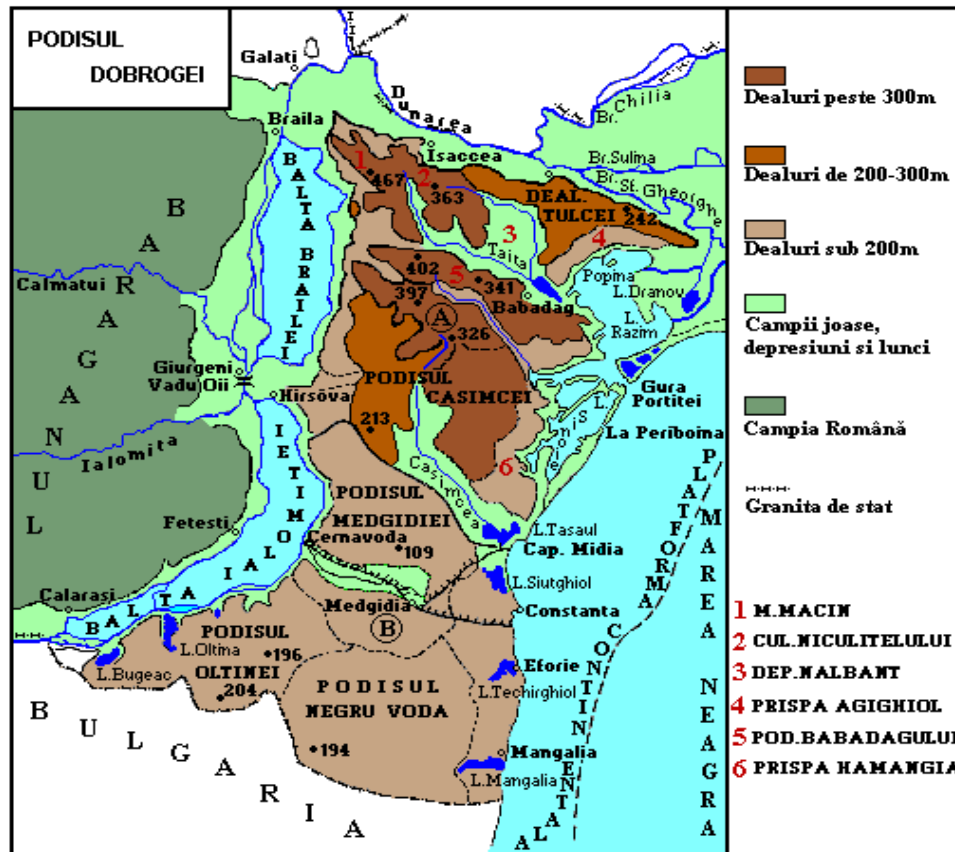 PODISUL
DOBROGEI
Galati
Braila
Dunarea
Isaccea
Br. Chilia
Br.Sulina
Br. St. Gheorghe
BALTA BRAILEI
1
467
2
363
DEAL.
TULCEI
242
3
Taita
4
Popina
402
5
341
397
Babadag
L.Dranov
L.
Razim
A
326
BARAGANUL
Calmatui
Giurgeni
Vadu Oii
Hirsova
PODISUL
CASIMCEI
213
Gura
Portitei
La Periboina
L. Sinoie
6
Casimcea
Ialomita
BALTA IALOMITEI
Fetesti
PODISUL
MEDGIDIEI
Cernavoda
109
L.Tasaul
Cap. Midia
L.Siutghiol
Calarasi
Medgidia
Constanta
B
PODISUL
OLTINEI
L.Oltina
196
L.Bugeac
204
Eforie
L.Techirghiol
PODISUL
NEGRU VODA
194
Mangalia
L.Mangalia
BULGARIA
PLATFORMA CONTINENTALA
MAREA NEAGRA
Dealuri peste 300m
Dealuri de 200-300m
Dealuri sub 200m
Campii joase,
depresiuni si lunci
Campia Română
Granita de stat
1 M.MACIN
2 CUL.NICULITELULUI
3 DEP.NALBANT
4 PRISPA AGIGHIOL
5 POD.BABADAGULUI
6 PRISPA HAMANGIA